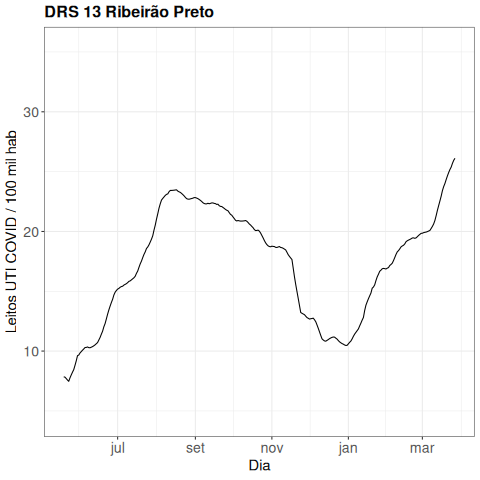 DRS 13 Ribeirão Preto
Leitos UTI COVID / 100 mil hab
30
20
10
jul set nov jan mar
Dia